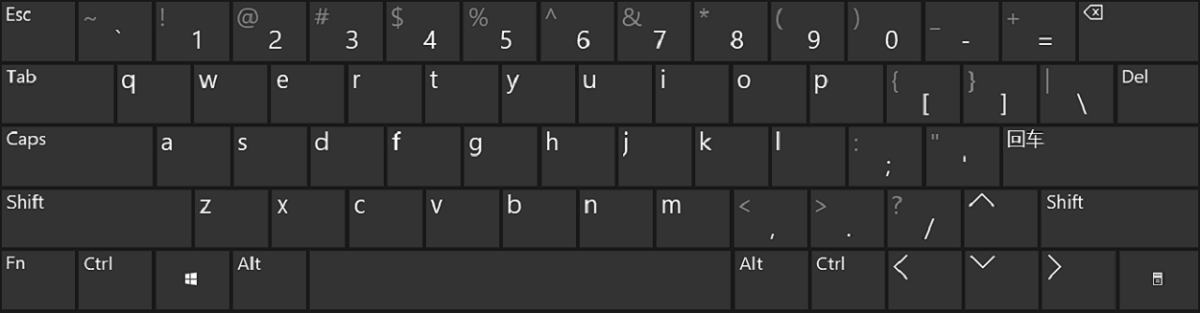 Esc ~ ` ! 1 @ 2 # 3 $ 4 % 5 ^ 6 & 7 * 8 ( 9 ) 0 _ - + =
Tab q w e r t y u i o p { [ } ] | \ Del
Caps a s d f g h j k l : ; " ' 回车
Shift z x c v b n m < , > . ? / Shift
Fn Ctrl Alt Alt Ctrl